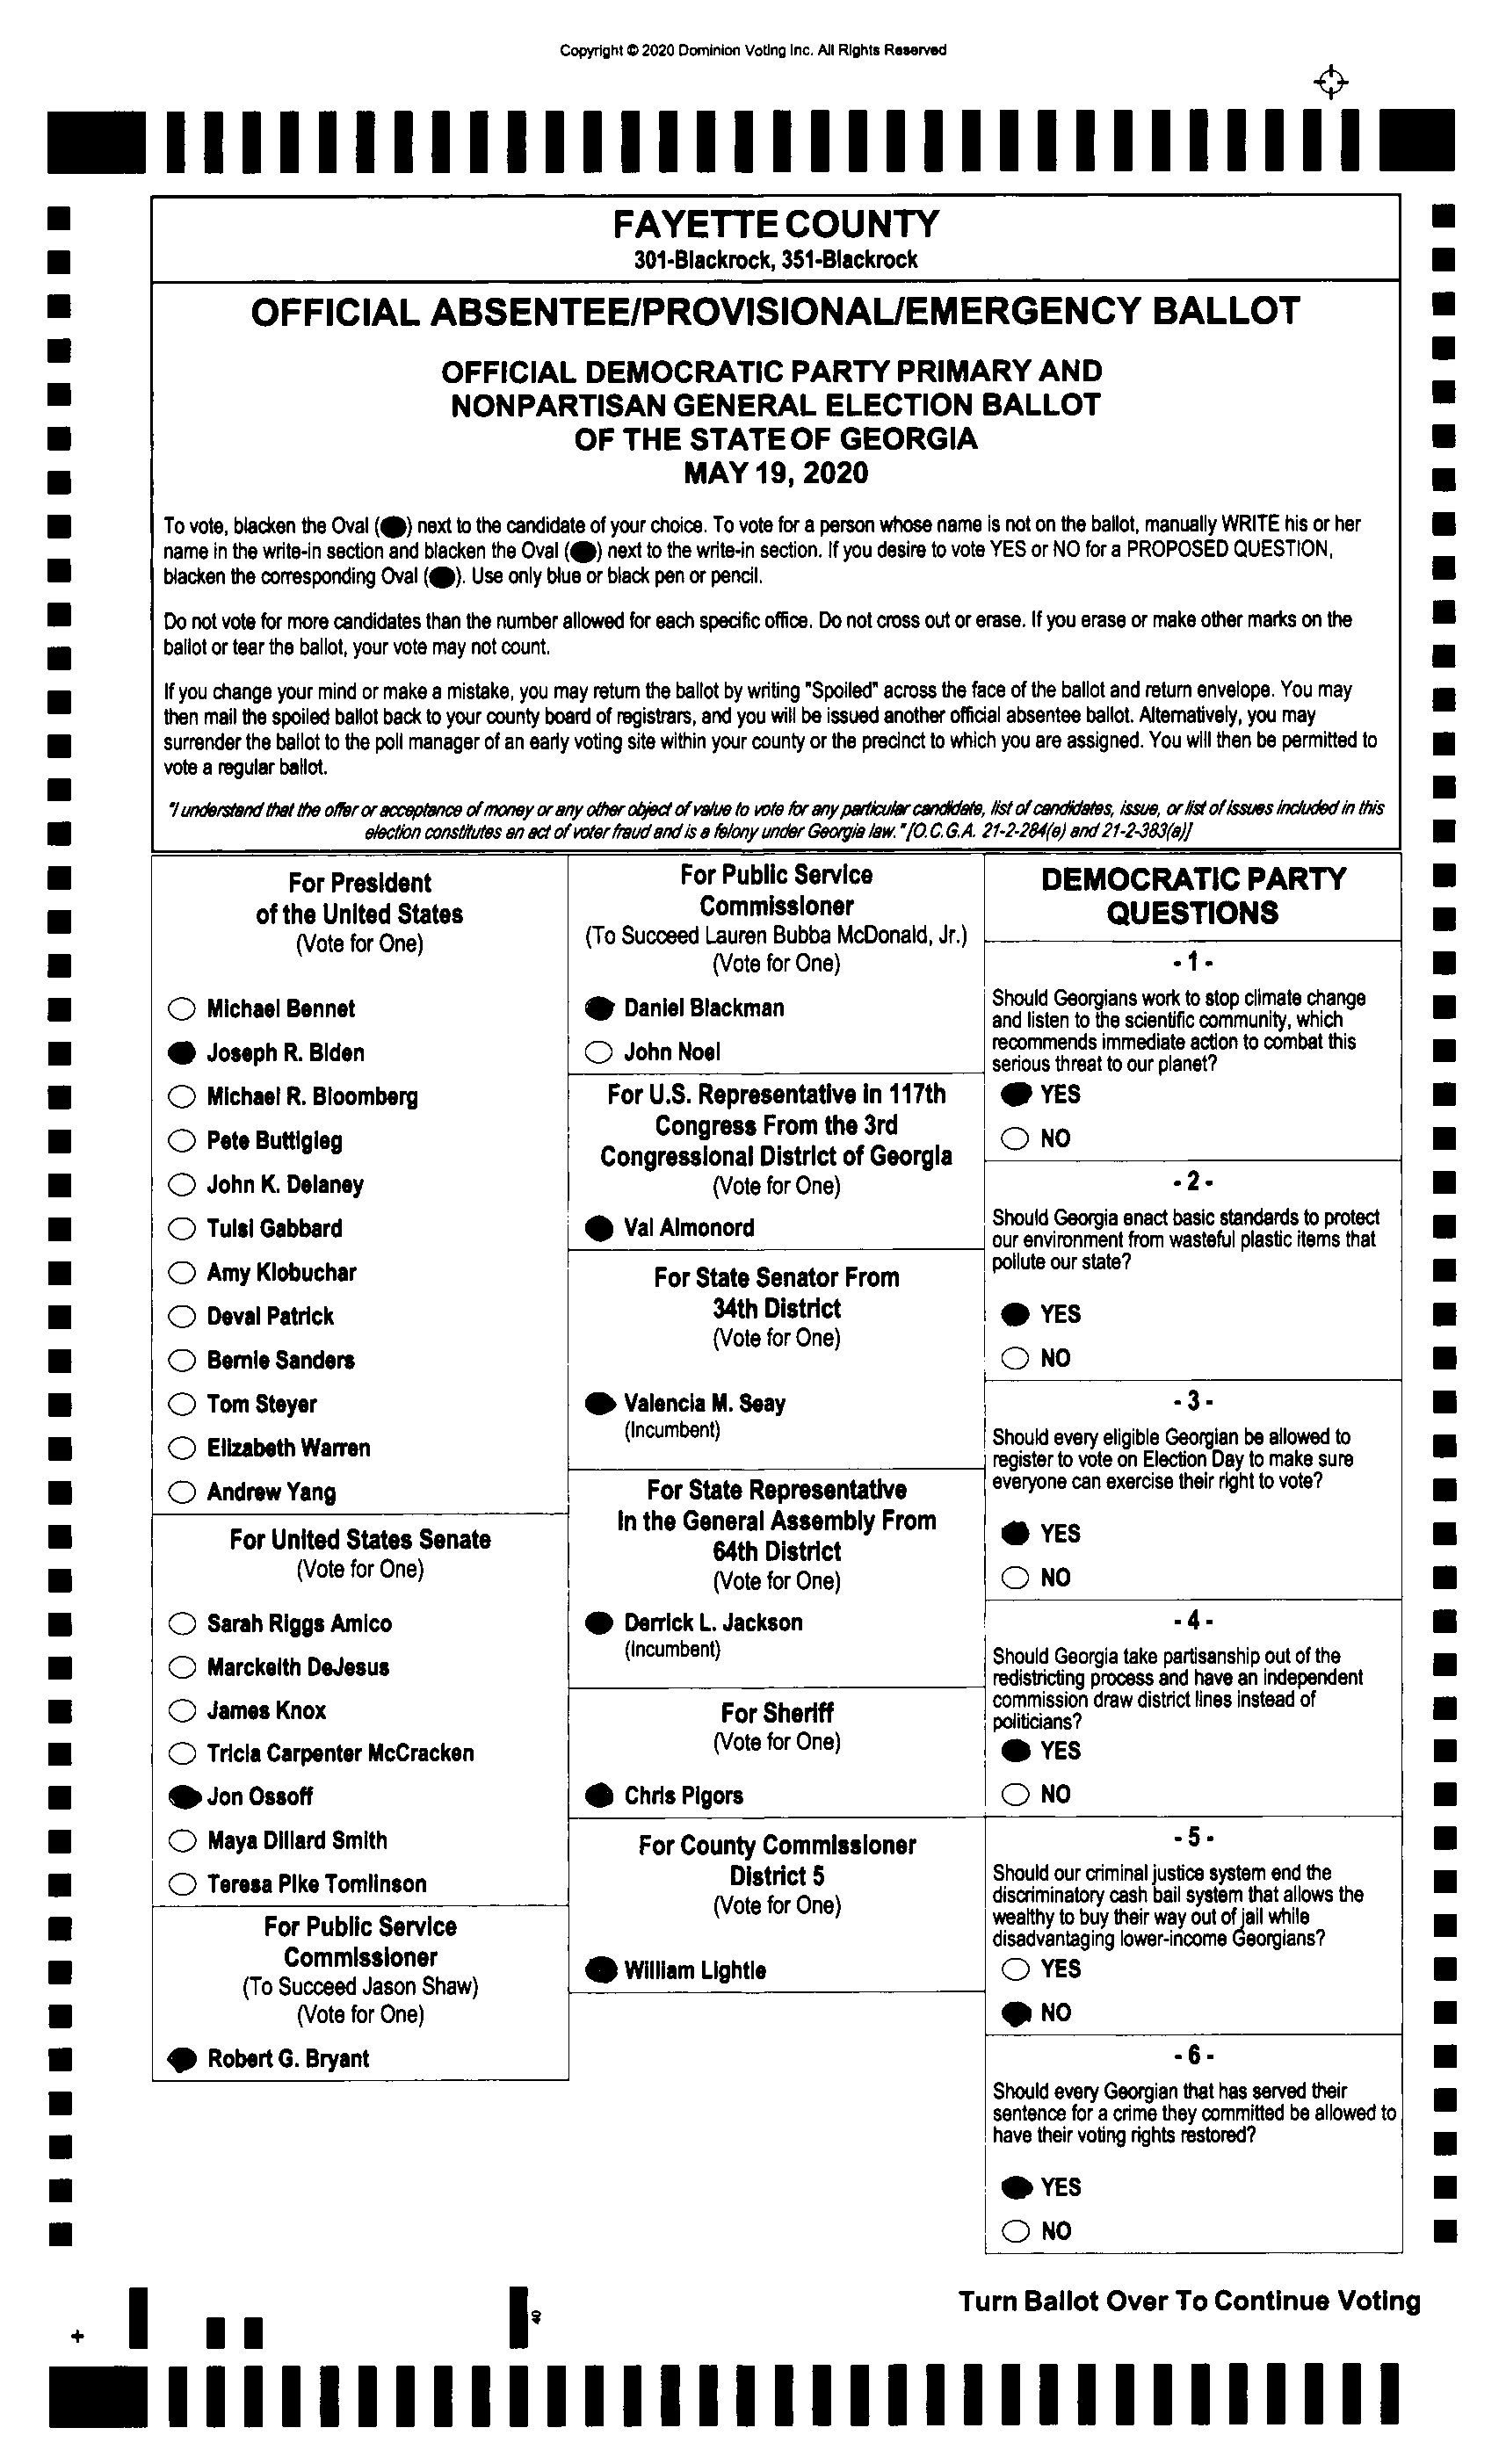 Copyright © 2020 Dominion Voting Inc. All Rights Reserved
FAYETTE COUNTY
301-Blackrock, 351-Blackrock
OFFICIAL ABSENTEE/PROVISIONAL/EMERGENCY BALLOT
OFFICIAL DEMOCRATIC PARTY PRIMARY AND
NONPARTISAN GENERAL ELECTION BALLOT
OF THE STATE OF GEORGIA
MAY 19, 2020
To vote, blacken the Oval ( ) next to the candidate of your choice. To vote for a person whose name is not on the ballot, manually WRITE his or her
name in the write-in section and blacken the Oval ( ) next to the write-in section. If you desire to vote YES or NO for a PROPOSED QUESTION,
blacken the corresponding Oval ( ). Use only blue or black pen or pencil.
Do not vote for more candidates than the number allowed for each specific office. Do not cross out or erase. If you erase or make other marks on the
ballot or tear the ballot, your vote may not count.
If you change your mind or make a mistake, you may return the ballot by writing "Spoiled" across the face of the ballot and return envelope. You may
then mail the spoiled ballot back to your county board of registrars, and you will be issued another official absentee ballot. Alternatively, you may
surrender the ballot to the poll manager of an early voting site within your county or the precinct to which you are assigned. You will then be permitted to
vote a regular ballot.
"I understand that the offer or acceptance of money or any other object of value to vote for any particular candidate, list of candidates, issue, or list of issues included in this
election constitutes an act of voter fraud and is a felony under Georgia law." [O.C.G.A. 21-2-284(e) and 21-2-383(a)]
For President
of the United States
(Vote for One)
Michael Bennet
Joseph R. Biden
Michael R. Bloomberg
Pete Buttigieg
John K. Delaney
Tulsi Gabbard
Amy Klobuchar
Deval Patrick
Bernie Sanders
Tom Steyer
Elizabeth Warren
Andrew Yang
For United States Senate
(Vote for One)
Sarah Riggs Amico
Marckeith DeJesus
James Knox
Tricia Carpenter McCracken
Jon Ossoff
Maya Dillard Smith
Teresa Pike Tomlinson
For Public Service
Commissioner
(To Succeed Jason Shaw)
(Vote for One)
Robert G. Bryant
For Public Service
Commissioner
(To Succeed Lauren Bubba McDonald, Jr.)
(Vote for One)
Daniel Blackman
John Noel
For U.S. Representative in 117th
Congress From the 3rd
Congressional District of Georgia
(Vote for One)
Val Almonord
For State Senator From
34th District
(Vote for One)
Valencia M. Seay
(Incumbent)
For State Representative
In the General Assembly From
64th District
(Vote for One)
Derrick L. Jackson
(Incumbent)
For Sheriff
(Vote for One)
Chris Pigors
For County Commissioner
District 5
(Vote for One)
William Lightle
DEMOCRATIC PARTY
QUESTIONS
- 1 -
Should Georgians work to stop climate change
and listen to the scientific community, which
recommends immediate action to combat this
serious threat to our planet?
YES
NO
- 2 -
Should Georgia enact basic standards to protect
our environment from wasteful plastic items that
pollute our state?
YES
NO
- 3 -
Should every eligible Georgian be allowed to
register to vote on Election Day to make sure
everyone can exercise their right to vote?
YES
NO
- 4 -
Should Georgia take partisanship out of the
redistricting process and have an independent
commission draw district lines instead of
politicians?
YES
NO
- 5 -
Should our criminal justice system end the
discriminatory cash bail system that allows the
wealthy to buy their way out of jail while
disadvantaging lower-income Georgians?
YES
NO
- 6 -
Should every Georgian that has served their
sentence for a crime they committed be allowed to
have their voting rights restored?
YES
NO
Turn Ballot Over To Continue Voting